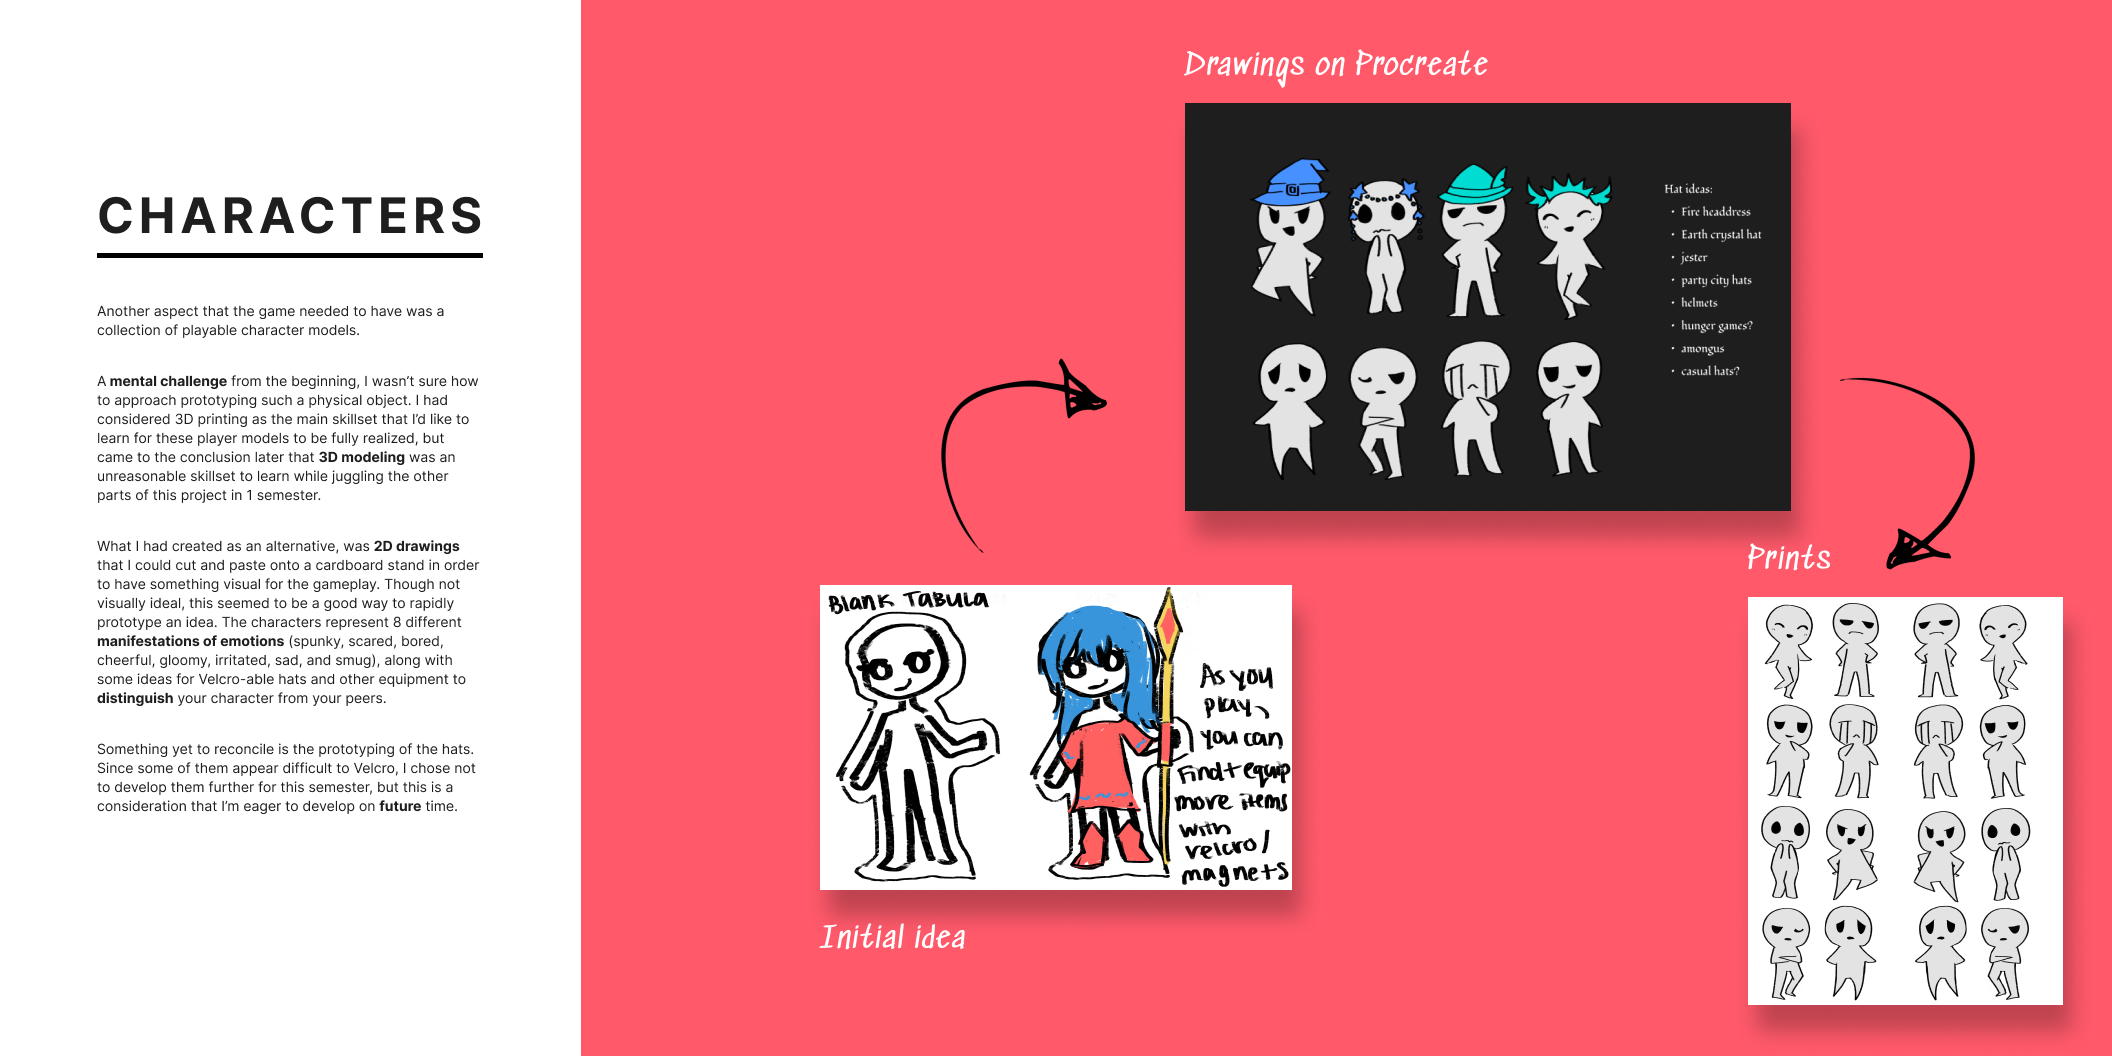 CHARACTERS
Another aspect that the game needed to have was a
collection of playable character models.
A mental challenge from the beginning, I wasn't sure how
to approach prototyping such a physical object. I had
considered 3D printing as the main skillset that I'd like to
learn for these player models to be fully realized, but
came to the conclusion later that 3D modeling was an
unreasonable skillset to learn while juggling the other
parts of this project in 1 semester.
What I had created as an alternative, was 2D drawings
that I could cut and paste onto a cardboard stand in order
to have something visual for the gameplay. Though not
visually ideal, this seemed to be a good way to rapidly
prototype an idea. The characters represent 8 different
manifestations of emotions (spunky, scared, bored,
cheerful, gloomy, irritated, sad, and smug), along with
some ideas for Velcro-able hats and other equipment to
distinguish your character from your peers.
Something yet to reconcile is the prototyping of the hats.
Since some of them appear difficult to Velcro, I chose not
to develop them further for this semester, but this is a
consideration that I'm eager to develop on future time.
Blank Tabula
As you
play,
you can
find + equip
more items
with
velcro /
magnets
Initial idea
Drawings on Procreate
Hat ideas:
• Fire headdress
• Earth crystal hat
• jester
• party city hats
• helmets
• hunger games?
• amongus
• casual hats?
Prints